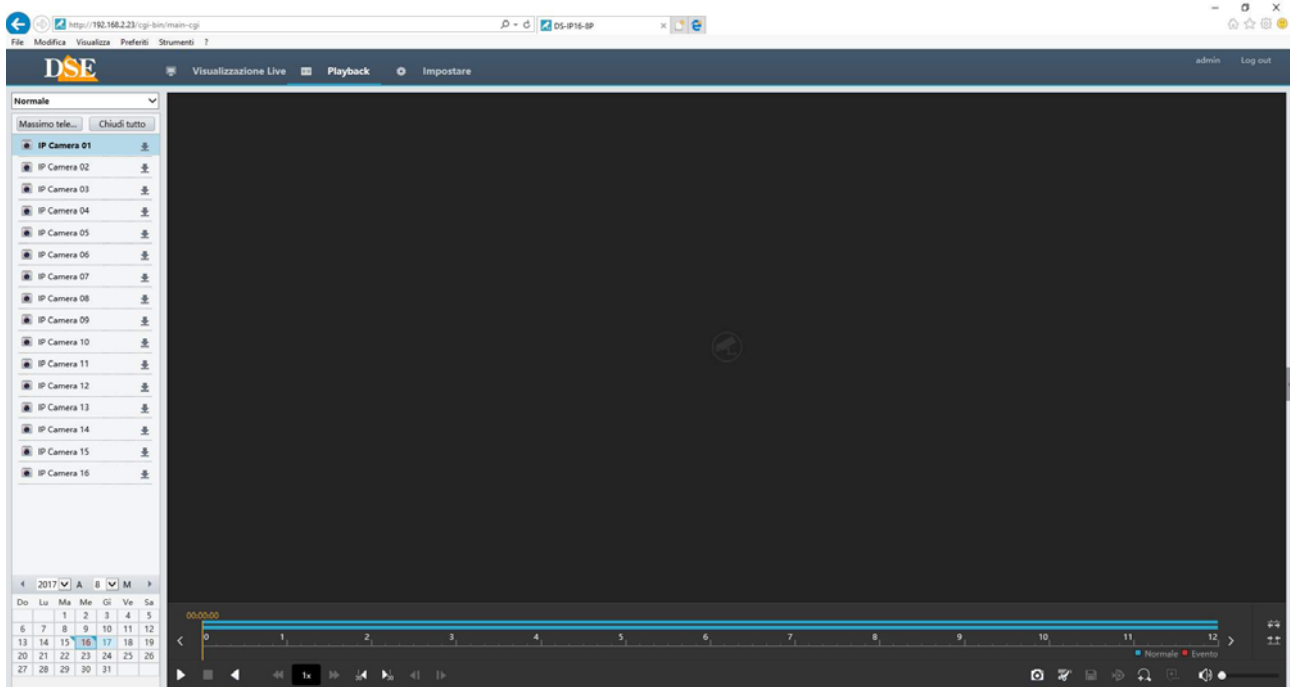 http://192.168.2.23/cgi-bin/main-cgi
DS-IP16-8P
File Modifica Visualizza Preferiti Strumenti ?
DSE
Visualizzazione Live Playback Impostare
admin Log out
Normale
Massimo tele... Chiudi tutto
IP Camera 01
IP Camera 02
IP Camera 03
IP Camera 04
IP Camera 05
IP Camera 06
IP Camera 07
IP Camera 08
IP Camera 09
IP Camera 10
IP Camera 11
IP Camera 12
IP Camera 13
IP Camera 14
IP Camera 15
IP Camera 16
2017 A 8 M
Do Lu Ma Me Gi Ve Sa
1 2 3 4 5
6 7 8 9 10 11 12
13 14 15 16 17 18 19
20 21 22 23 24 25 26
27 28 29 30 31
00:00:00
0 1 2 3 4 5 6 7 8 9 10 11 12
Normale Evento
1x